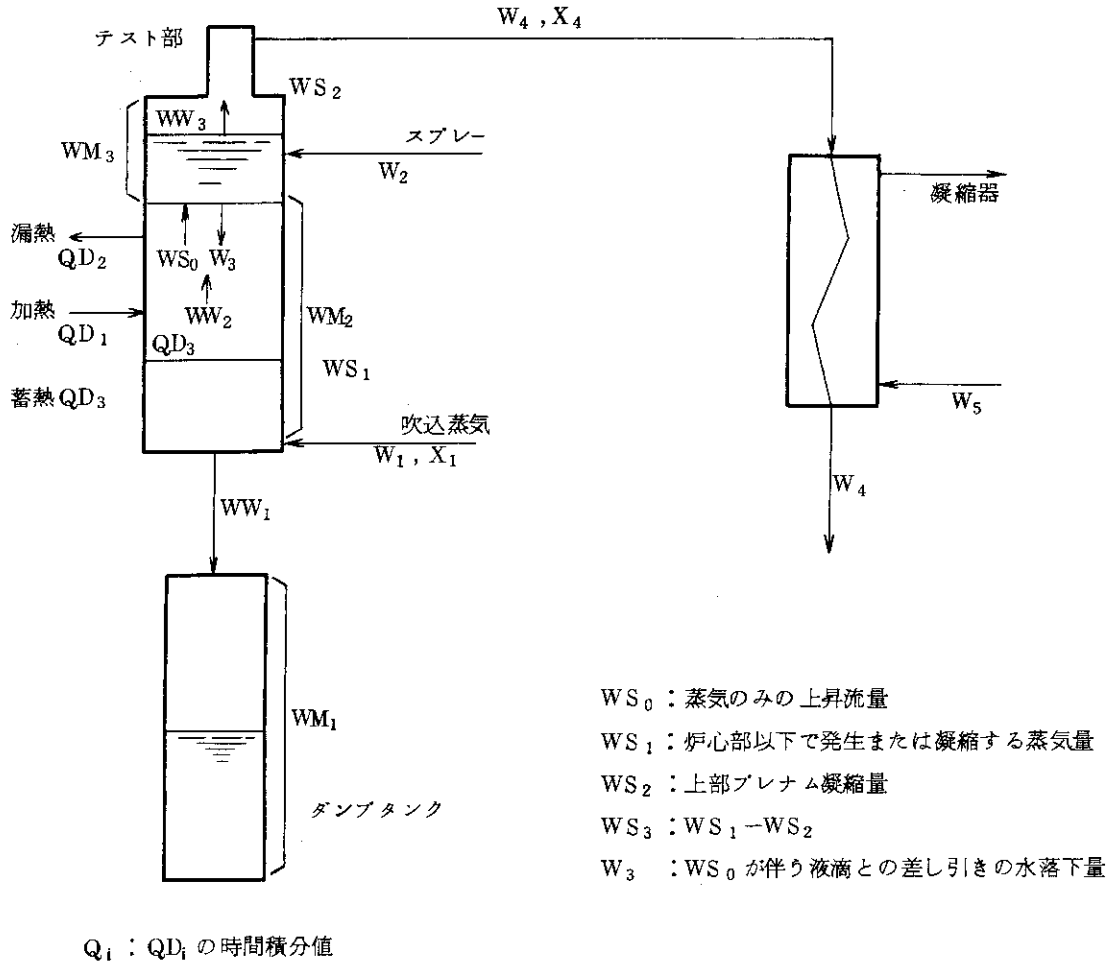 W₄ , X₄
テスト部
WS₂
WW₃
スプレー
WM₃
W₂
凝縮器
漏熱
QD₂
WS₀ W₃
加熱
WW₂
WM₂
QD₁
QD₃
WS₁
蓄熱 QD₃
W₅
吹込蒸気
W₁ , X₁
W₄
WW₁
WM₁
ダンプタンク
WS₀ : 蒸気のみの上昇流量
WS₁ : 炉心部以下で発生または凝縮する蒸気量
WS₂ : 上部プレナム凝縮量
WS₃ : WS₁ −WS₂
W₃ : WS₀ が伴う液滴との差し引きの水落下量
Qᵢ : QDᵢ の時間積分値